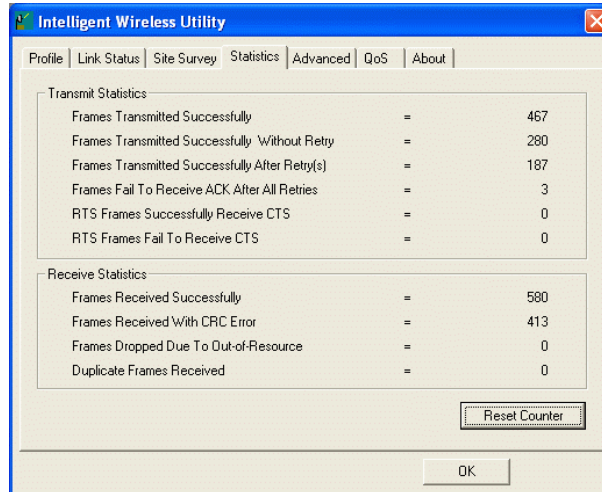 Intelligent Wireless Utility
Profile Link Status Site Survey Statistics Advanced QoS About
Transmit Statistics
Frames Transmitted Successfully = 467
Frames Transmitted Successfully Without Retry = 280
Frames Transmitted Successfully After Retry(s) = 187
Frames Fail To Receive ACK After All Retries = 3
RTS Frames Successfully Receive CTS = 0
RTS Frames Fail To Receive CTS = 0
Receive Statistics
Frames Received Successfully = 580
Frames Received With CRC Error = 413
Frames Dropped Due To Out-of-Resource = 0
Duplicate Frames Received = 0
Reset Counter
OK